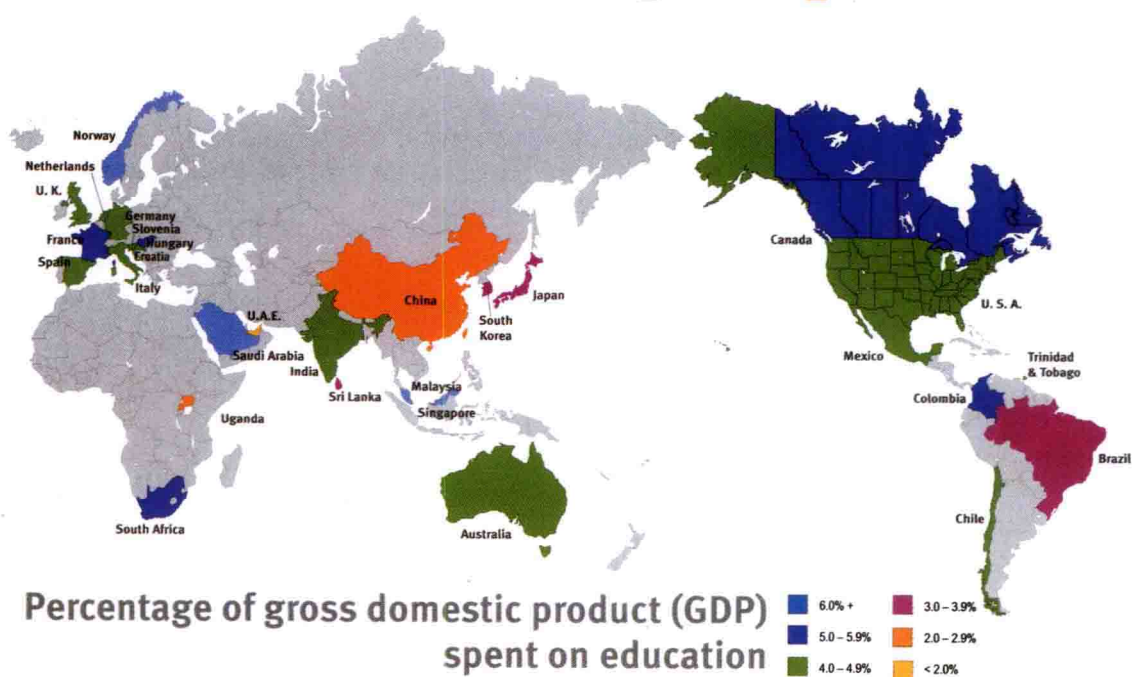 Norway
Netherlands
U. K.
Germany
Slovenia
France
Hungary
Croatia
Spain
Italy
China
Japan
U.A.E.
South
Korea
Saudi Arabia
India
Sri Lanka
Malaysia
Singapore
Uganda
South Africa
Australia
Canada
U. S. A.
Mexico
Trinidad
& Tobago
Colombia
Brazil
Chile
Percentage of gross domestic product (GDP)
spent on education
6.0% +
5.0 – 5.9%
4.0 – 4.9%
3.0 – 3.9%
2.0 – 2.9%
< 2.0%